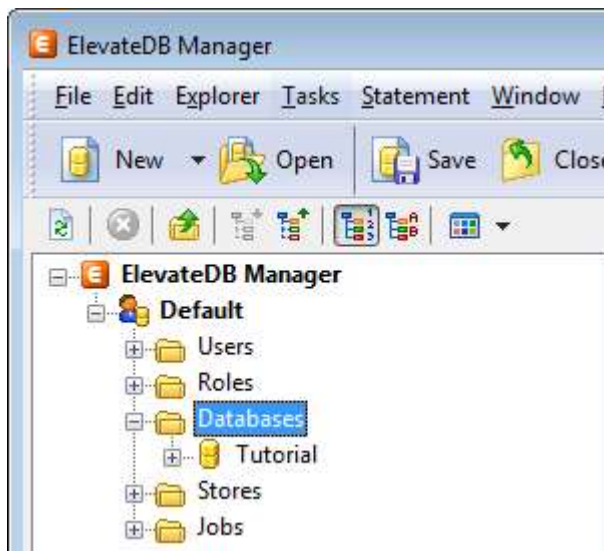 ElevateDB Manager
File Edit Explorer Tasks Statement Window
New Open Save Close
ElevateDB Manager
Default
Users
Roles
Databases
Tutorial
Stores
Jobs